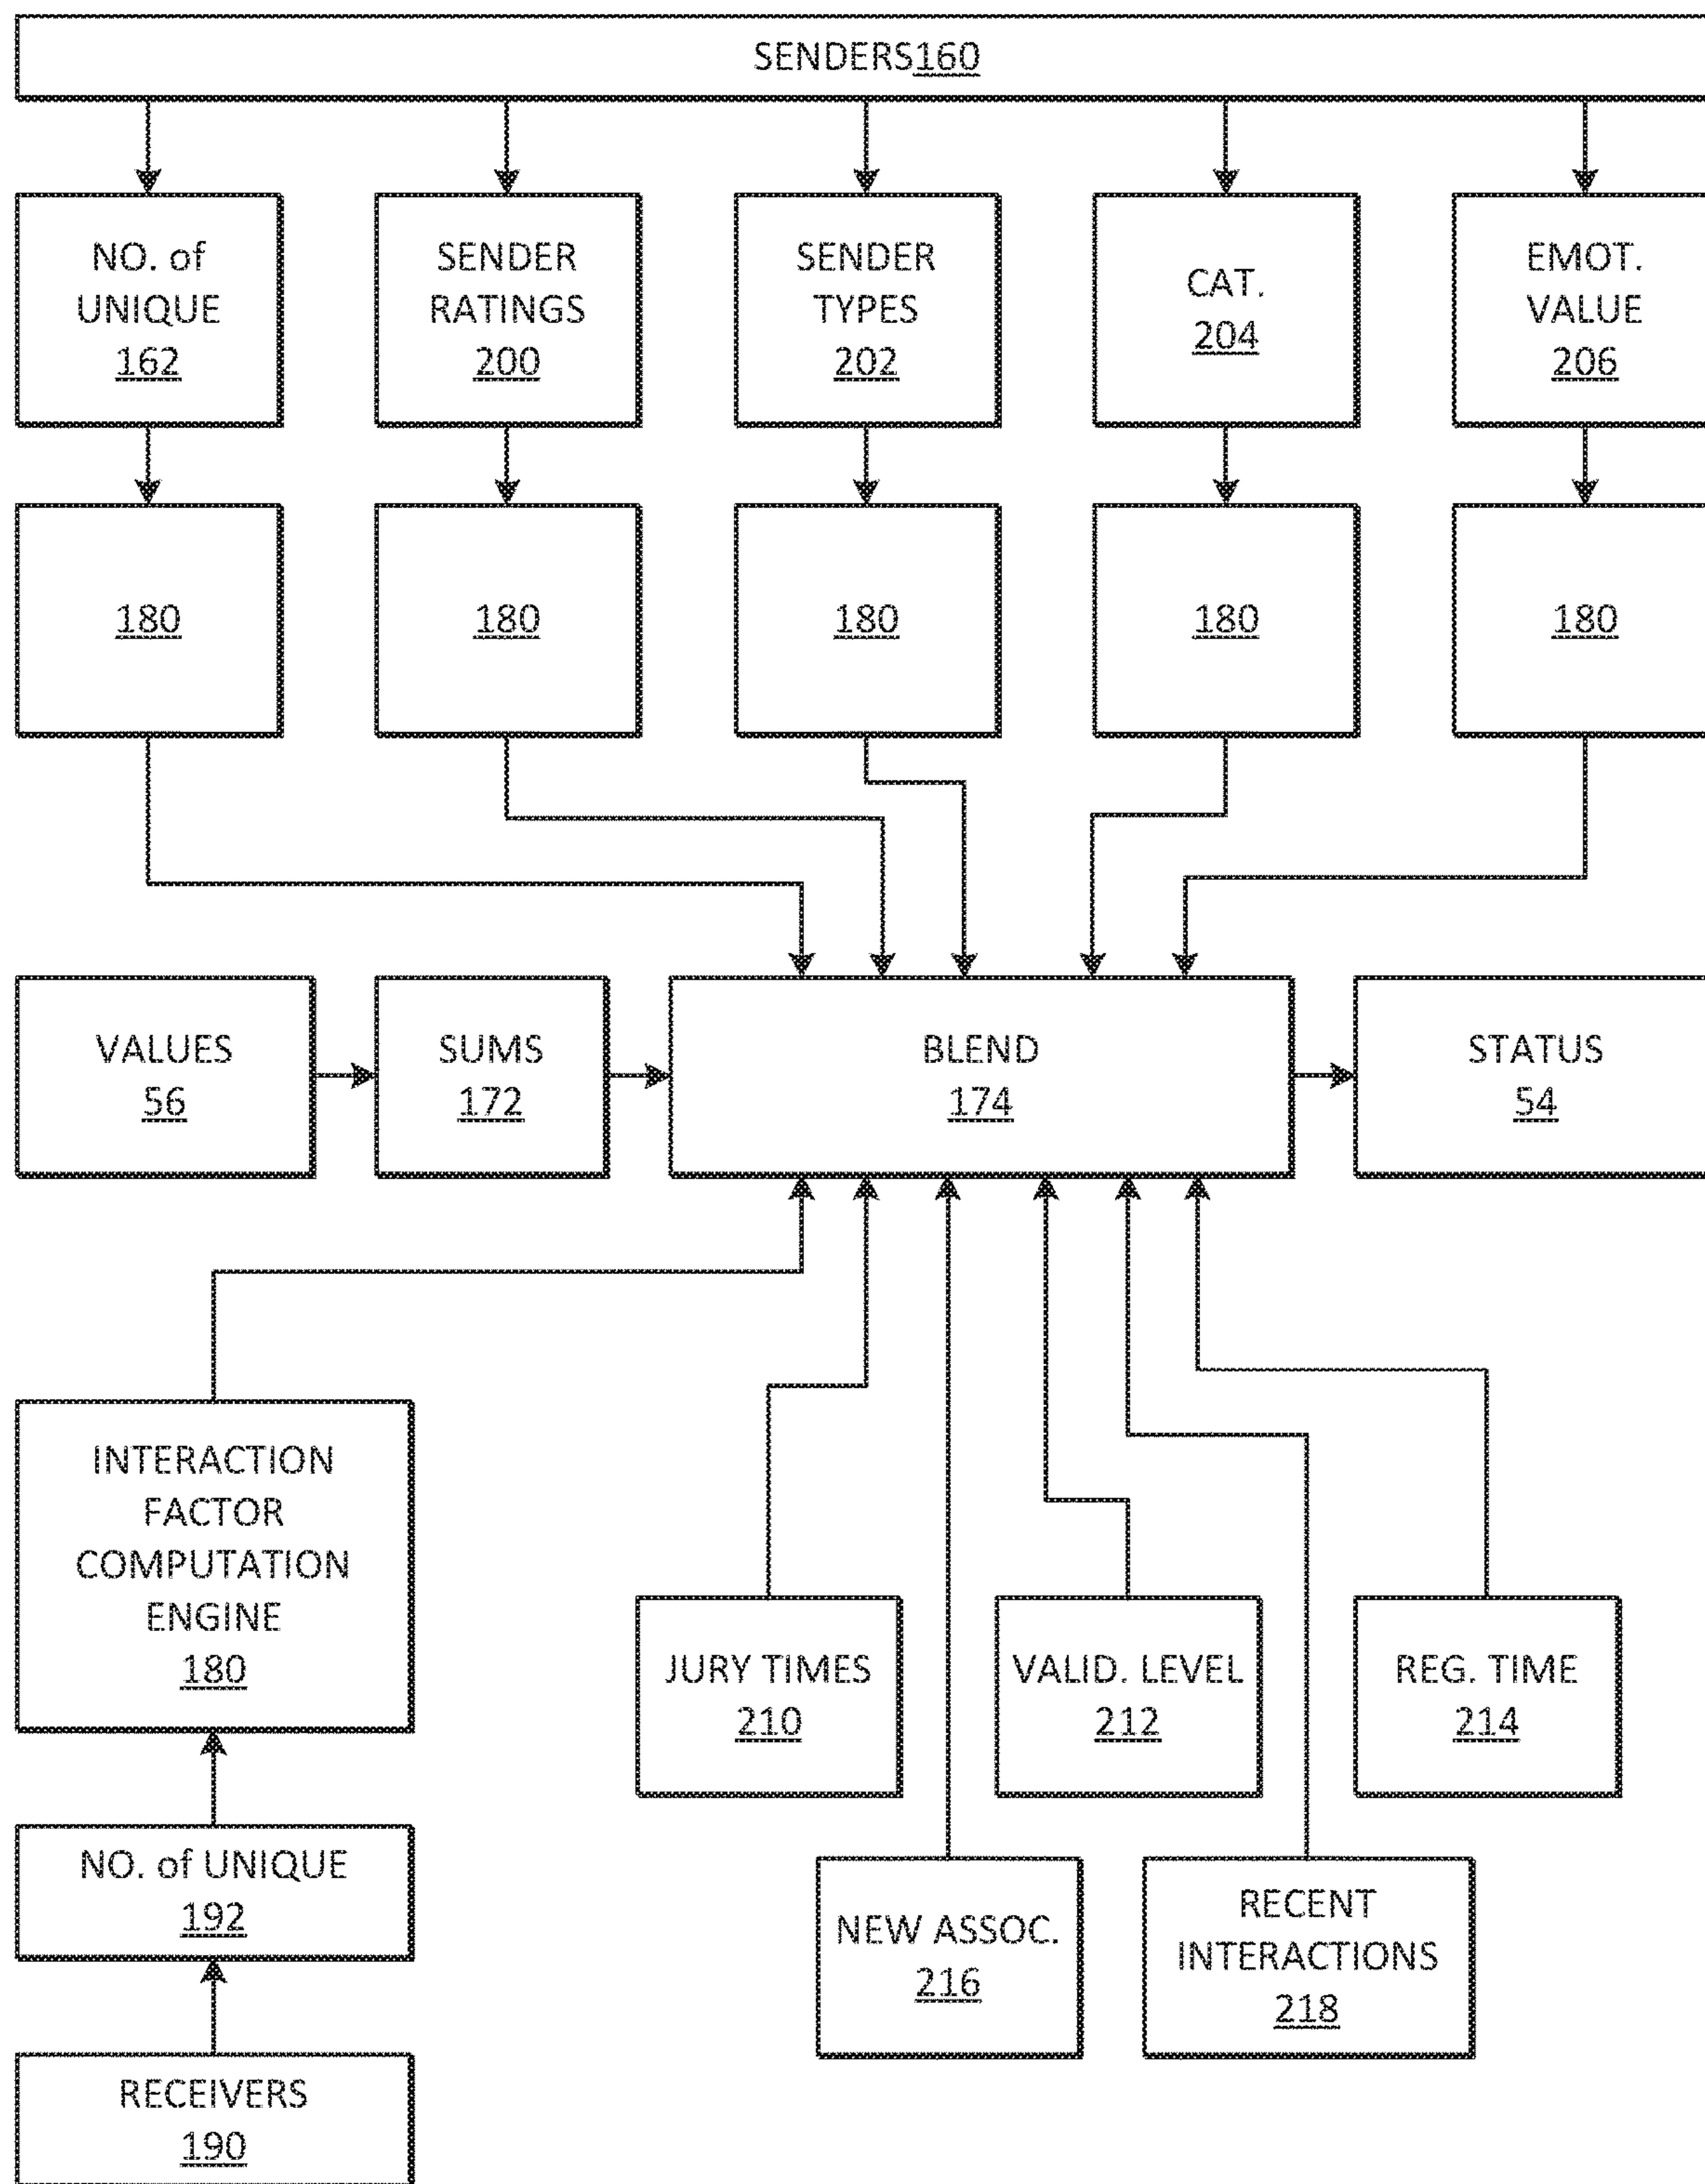 SENDERS160
NO. of
UNIQUE
162
SENDER
RATINGS
200
SENDER
TYPES
202
CAT.
204
EMOT.
VALUE
206
180
180
180
180
180
VALUES
56
SUMS
172
BLEND
174
STATUS
54
INTERACTION
FACTOR
COMPUTATION
ENGINE
180
JURY TIMES
210
VALID. LEVEL
212
REG. TIME
214
NO. of UNIQUE
192
NEW ASSOC.
216
RECENT
INTERACTIONS
218
RECEIVERS
190